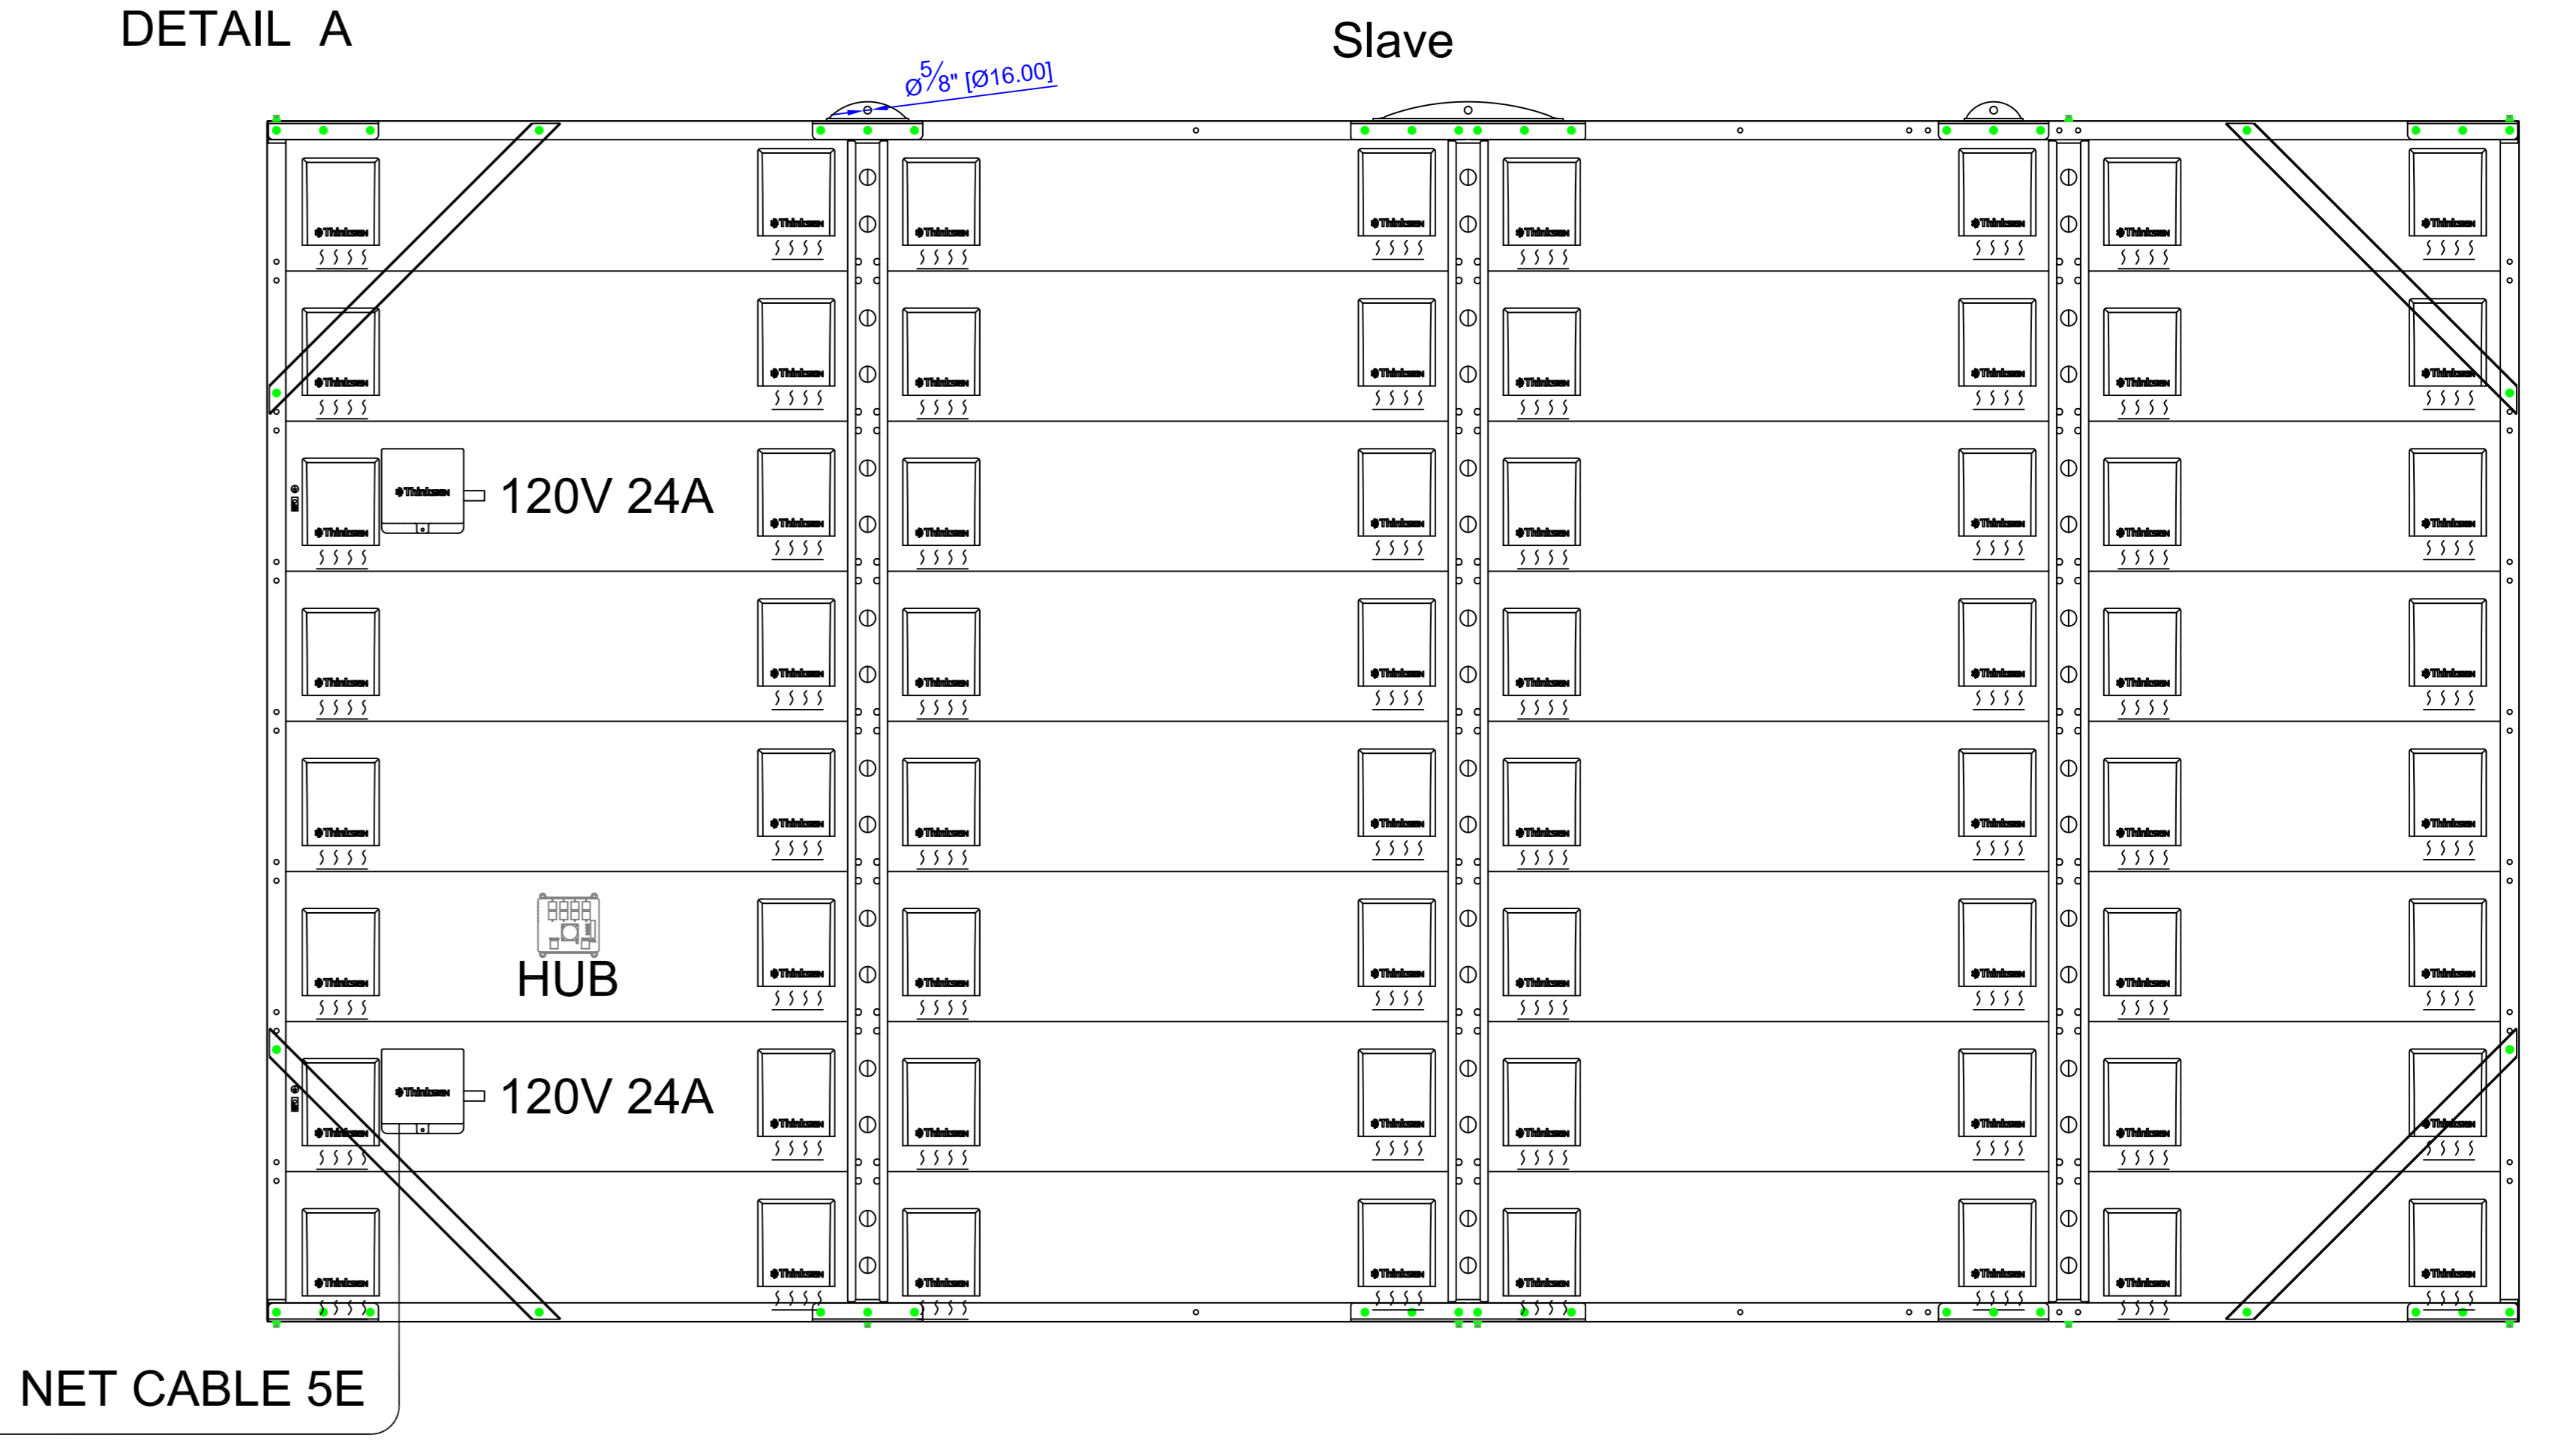 DETAIL A
Slave
Ø5/8" [Ø16.00]
120V 24A
HUB
120V 24A
NET CABLE 5E